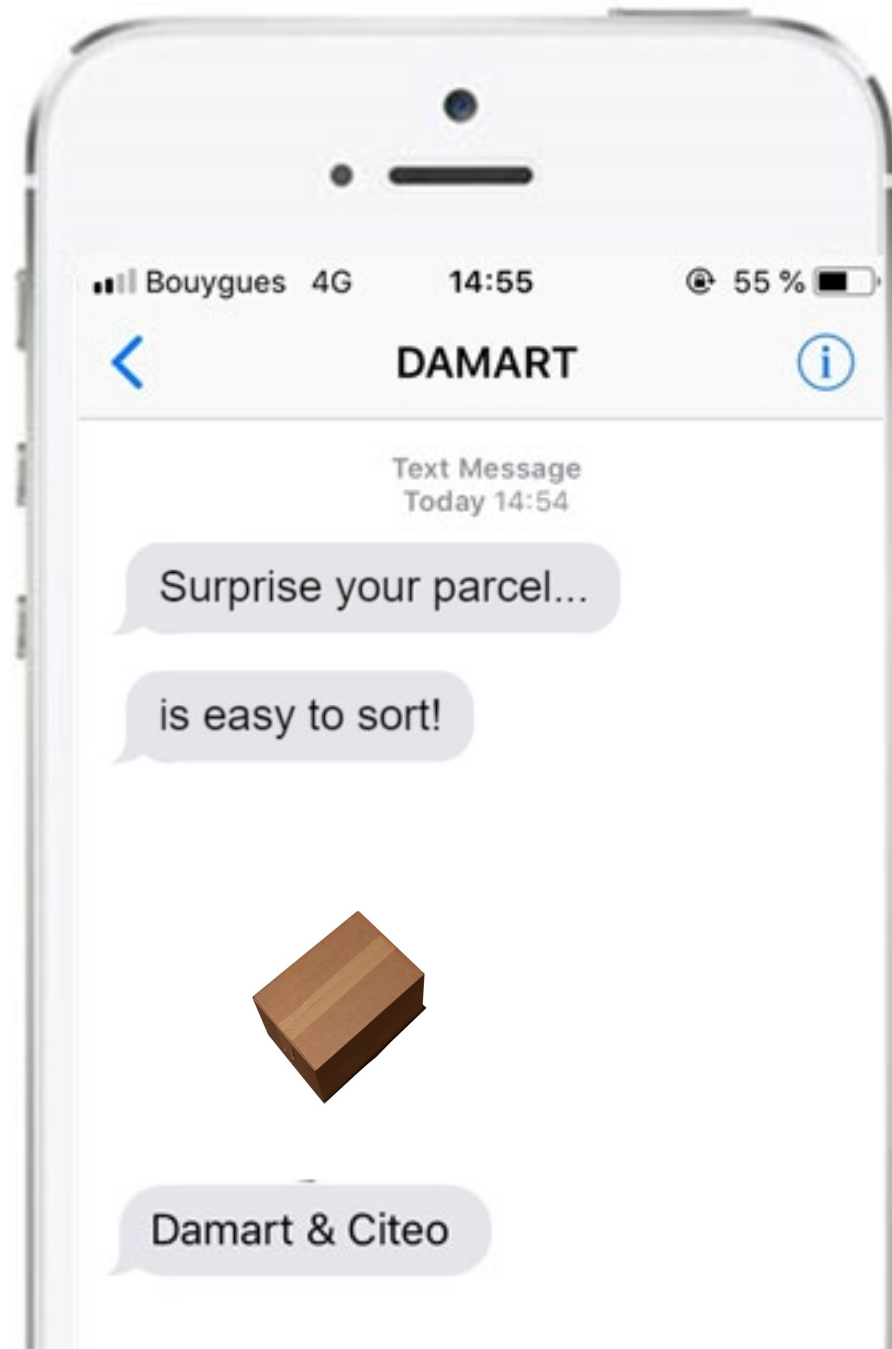 Bouygues 4G 14:55 55 %
DAMART
i
Text Message
Today 14:54
Surprise your parcel...
is easy to sort!
Damart & Citeo